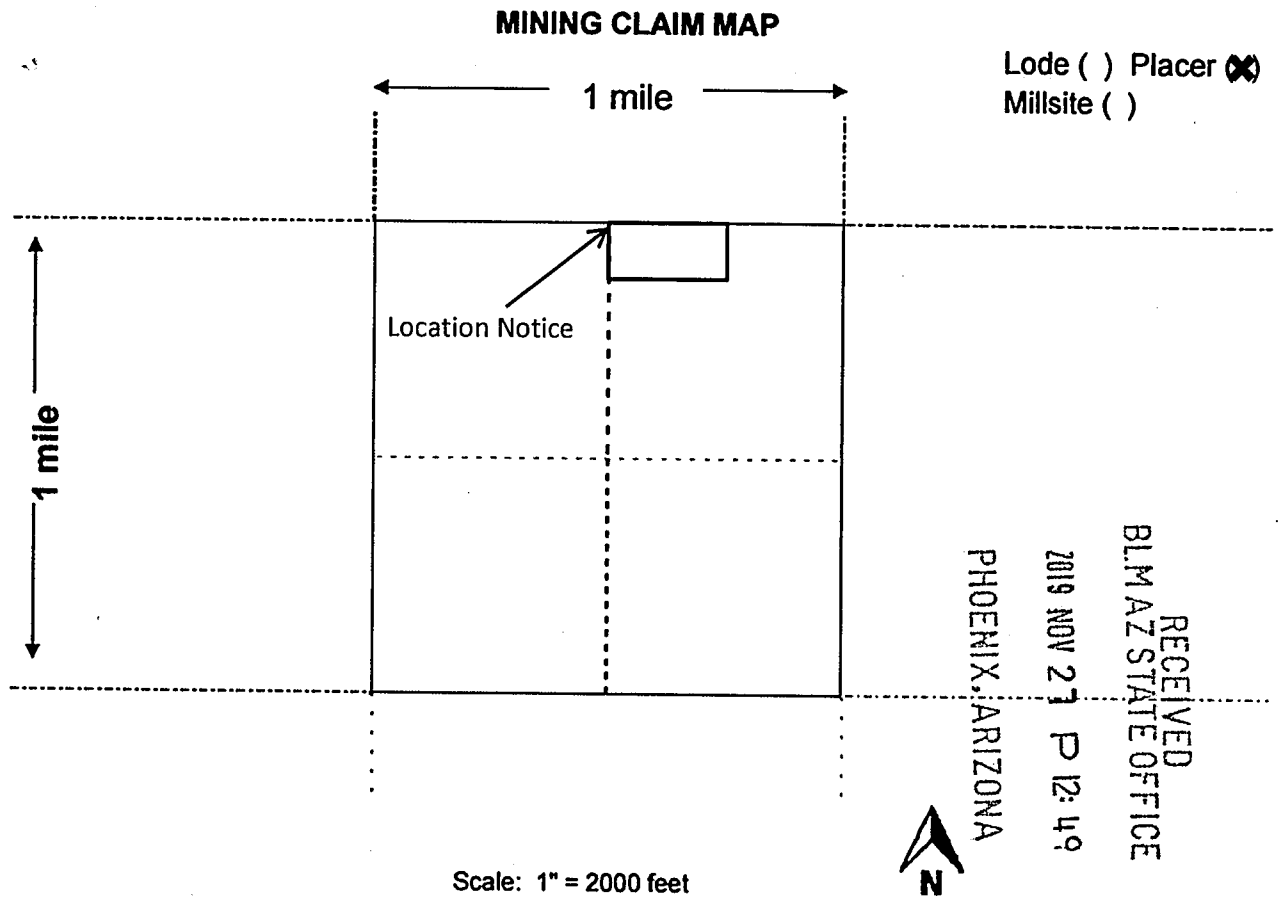 MINING CLAIM MAP
Lode ( ) Placer (X)
Millsite ( )
1 mile
Location Notice
1 mile
RECEIVED
BLM AZ STATE OFFICE
2019 NOV 27 P 12:49
PHOENIX, ARIZONA
N
Scale: 1" = 2000 feet